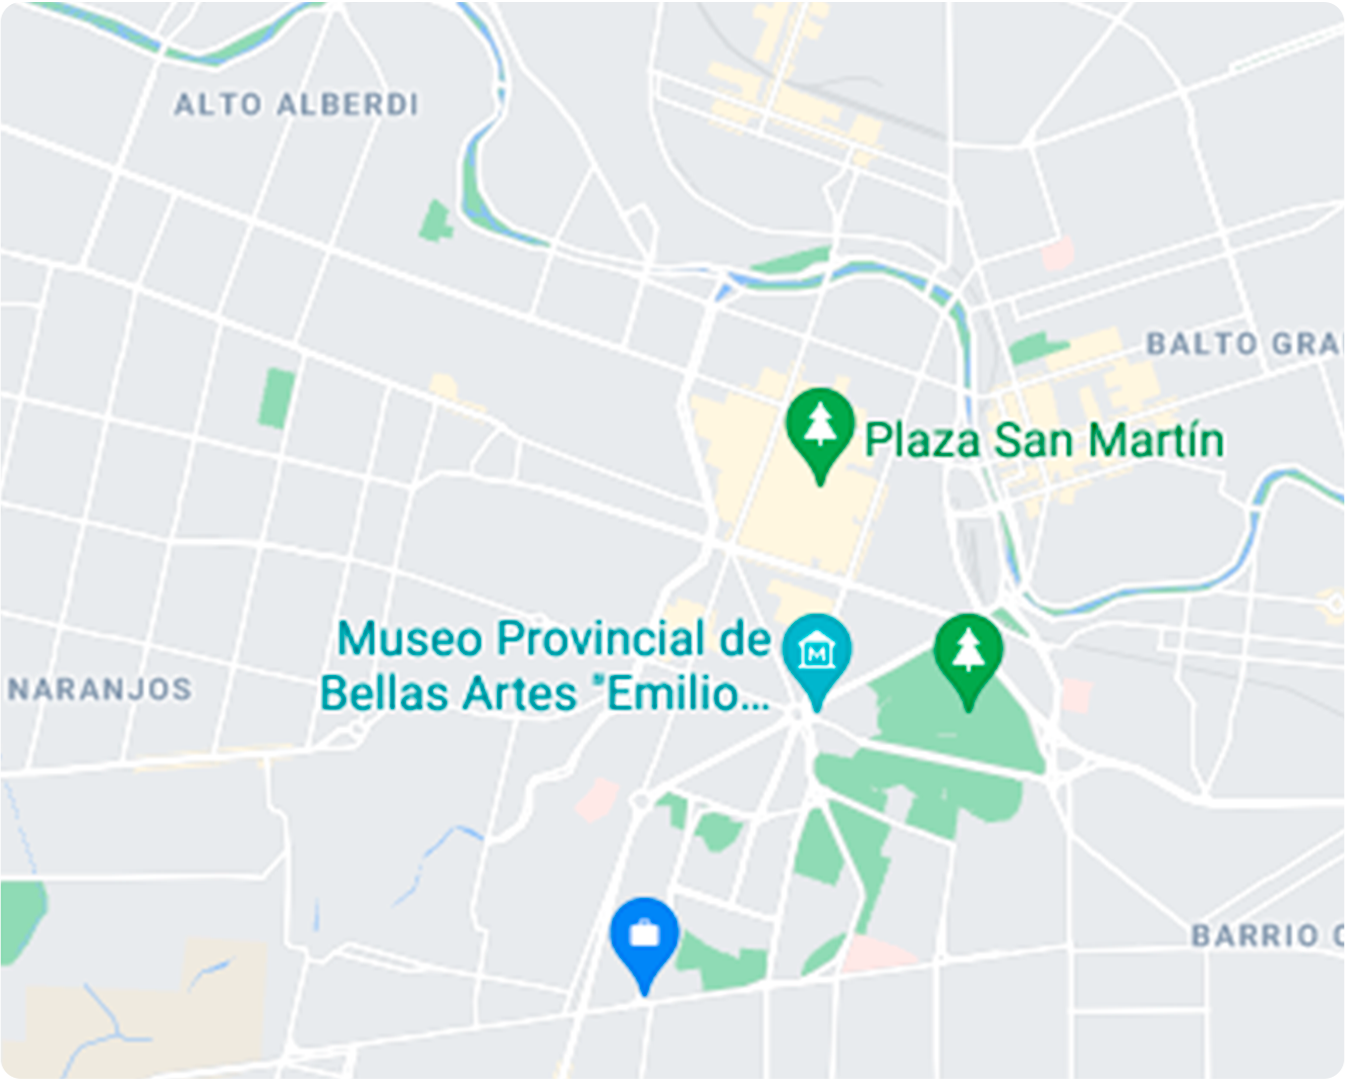 ALTO ALBERDI
BALTO GRA
Plaza San Martín
Museo Provincial de
Bellas Artes "Emilio...
M
NARANJOS
BARRIO